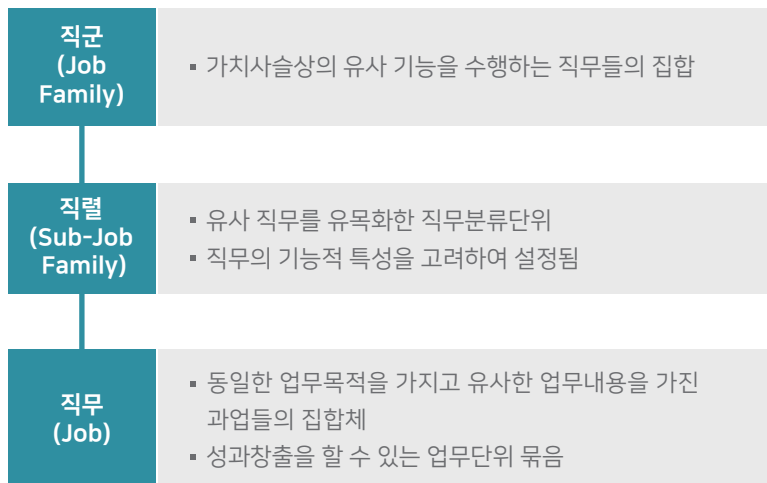 직군
(Job
Family)
▪ 가치사슬상의 유사 기능을 수행하는 직무들의 집합
직렬
(Sub-Job
Family)
▪ 유사 직무를 유목화한 직무분류단위
▪ 직무의 기능적 특성을 고려하여 설정됨
직무
(Job)
▪ 동일한 업무목적을 가지고 유사한 업무내용을 가진
과업들의 집합체
▪ 성과창출을 할 수 있는 업무단위 묶음